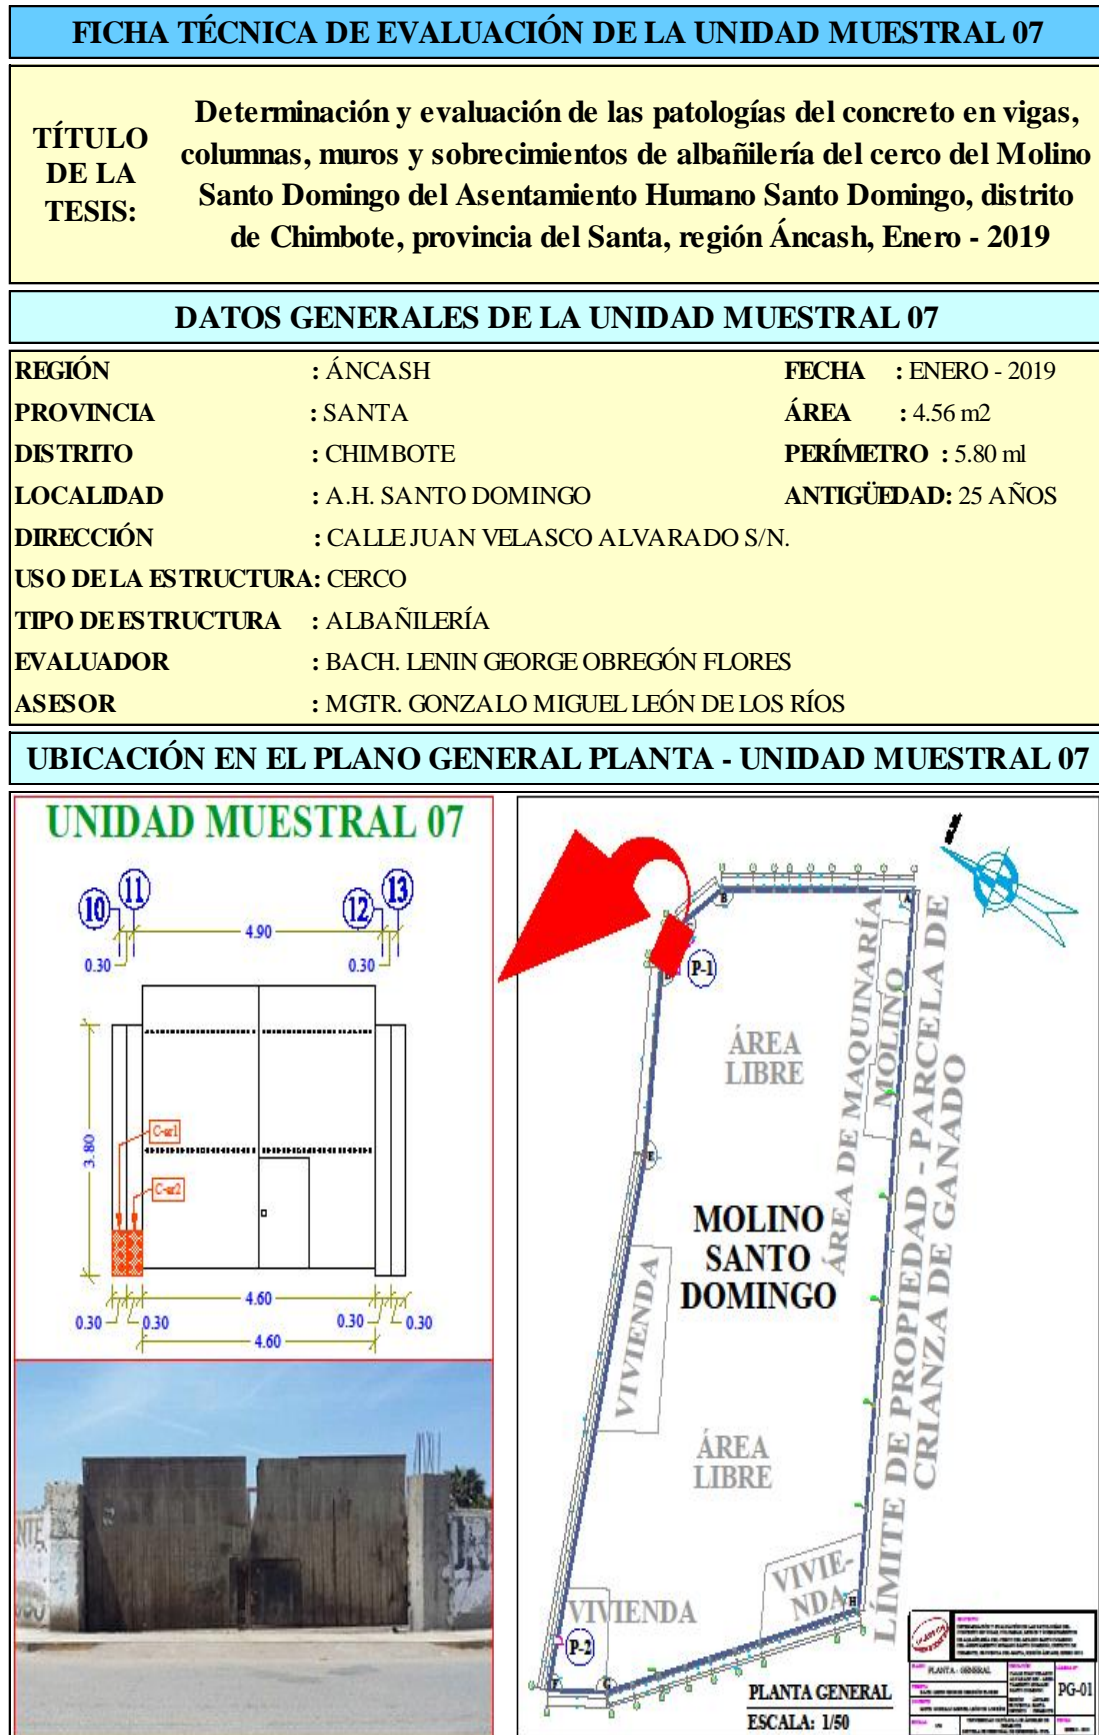 FICHA TÉCNICA DE EVALUACIÓN DE LA UNIDAD MUESTRAL 07
TÍTULO DE LA TESIS:
Determinación y evaluación de las patologías del concreto en vigas,
columnas, muros y sobrecimientos de albañilería del cerco del Molino
Santo Domingo del Asentamiento Humano Santo Domingo, distrito
de Chimbote, provincia del Santa, región Áncash, Enero - 2019
DATOS GENERALES DE LA UNIDAD MUESTRAL 07
REGIÓN : ÁNCASH FECHA : ENERO - 2019
PROVINCIA : SANTA ÁREA : 4.56 m2
DISTRITO : CHIMBOTE PERÍMETRO : 5.80 ml
LOCALIDAD : A.H. SANTO DOMINGO ANTIGÜEDAD: 25 AÑOS
DIRECCIÓN : CALLE JUAN VELASCO ALVARADO S/N.
USO DE LA ESTRUCTURA: CERCO
TIPO DE ESTRUCTURA : ALBAÑILERÍA
EVALUADOR : BACH. LENIN GEORGE OBREGÓN FLORES
ASESOR : MGTR. GONZALO MIGUEL LEÓN DE LOS RÍOS
UBICACIÓN EN EL PLANO GENERAL PLANTA - UNIDAD MUESTRAL 07
UNIDAD MUESTRAL 07
10 11 12 13
4.90
0.30 0.30
3.80
C-er1
C-er2
4.60
0.30 0.30 0.30 0.30
4.60
B A
P-1
ÁREA
LIBRE
ÁREA DE MAQUINARÍA
MOLINO
LÍMITE DE PROPIEDAD - PARCELA DE
CRIANZA DE GANADO
E
MOLINO
SANTO
DOMINGO
VIVIENDA
ÁREA
LIBRE
VIVIE-
NDA
H
VIVIENDA
P-2
F G
PLANTA GENERAL
ESCALA: 1/50
PLANTA - GENERAL
PG-01